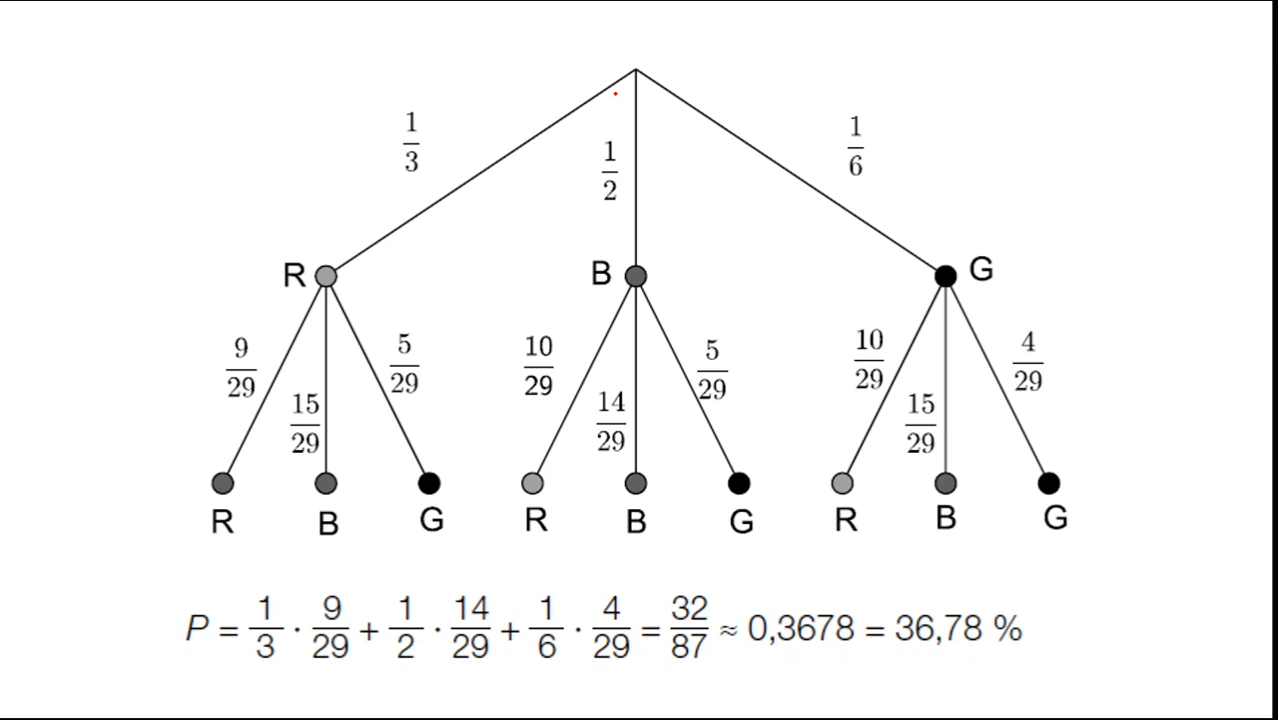 1/3
1/2
1/6
R
B
G
9/29
15/29
5/29
10/29
14/29
5/29
10/29
15/29
4/29
R B G R B G R B G
P = 1/3 · 9/29 + 1/2 · 14/29 + 1/6 · 4/29 = 32/87 ≈ 0,3678 = 36,78 %